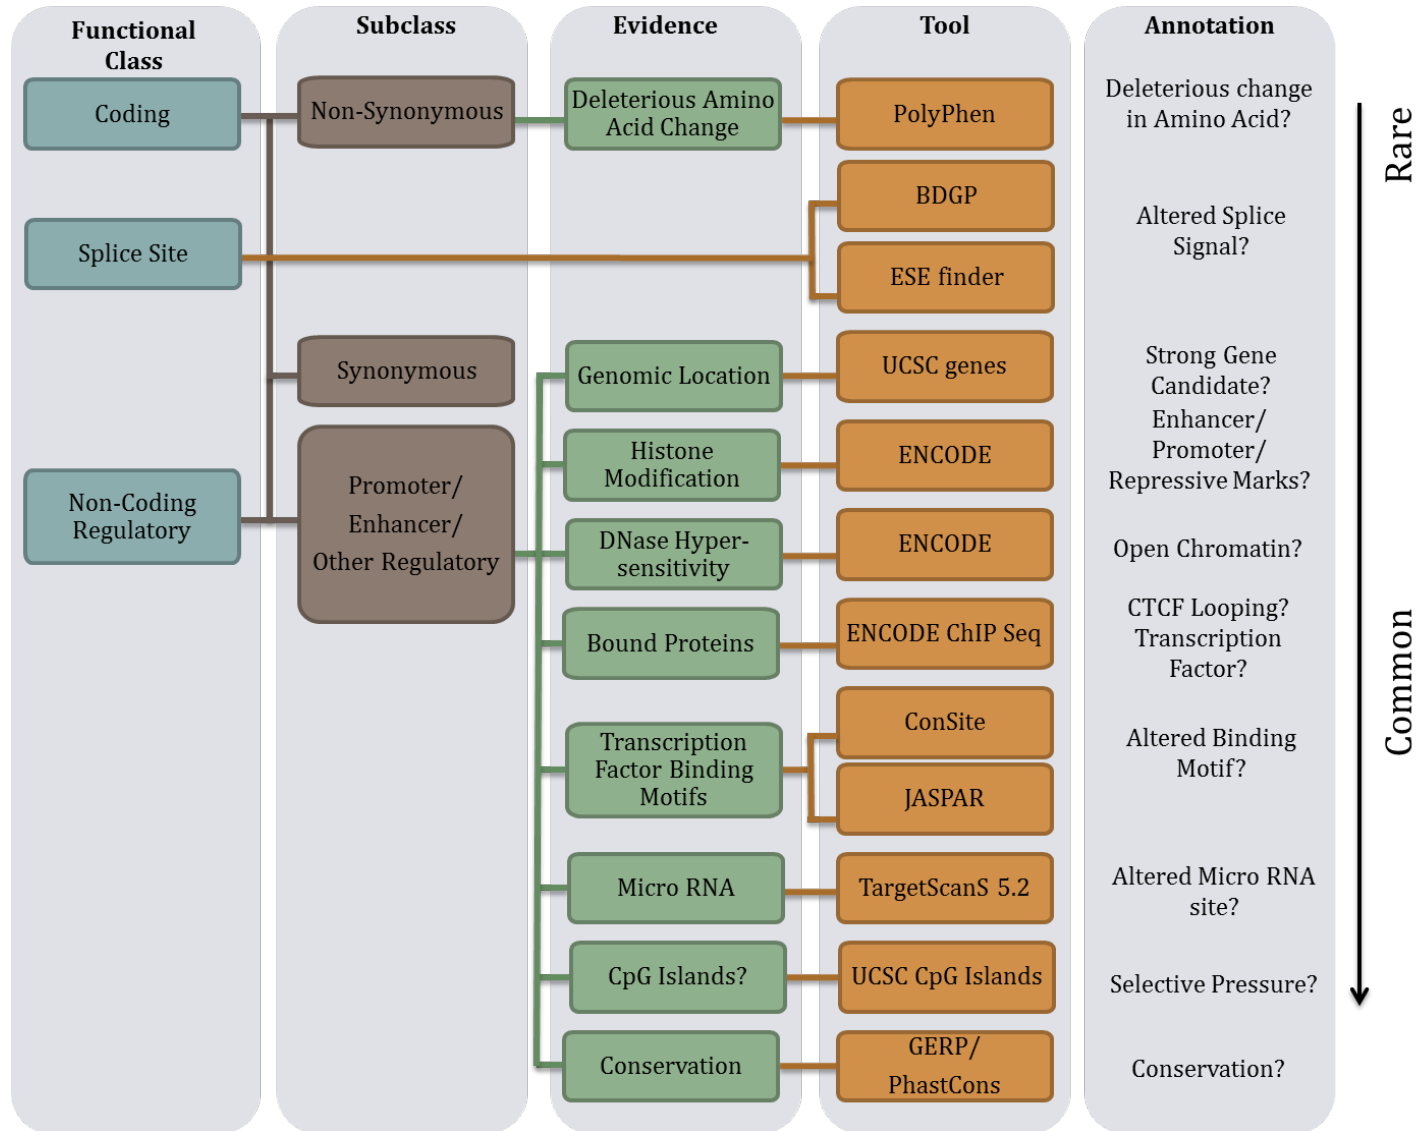 Functional
Class
Subclass
Evidence
Tool
Annotation
Coding
Non-Synonymous
Deleterious Amino
Acid Change
PolyPhen
Deleterious change
in Amino Acid?
Rare
BDGP
Splice Site
ESE finder
Altered Splice
Signal?
Synonymous
Genomic Location
UCSC genes
Strong Gene
Candidate?
Non-Coding
Regulatory
Promoter/
Enhancer/
Other Regulatory
Histone
Modification
ENCODE
Enhancer/
Promoter/
Repressive Marks?
DNase Hyper-
sensitivity
ENCODE
Open Chromatin?
Bound Proteins
ENCODE ChIP Seq
CTCF Looping?
Transcription
Factor?
Common
Transcription
Factor Binding
Motifs
ConSite
JASPAR
Altered Binding
Motif?
Micro RNA
TargetScanS 5.2
Altered Micro RNA
site?
CpG Islands?
UCSC CpG Islands
Selective Pressure?
Conservation
GERP/
PhastCons
Conservation?